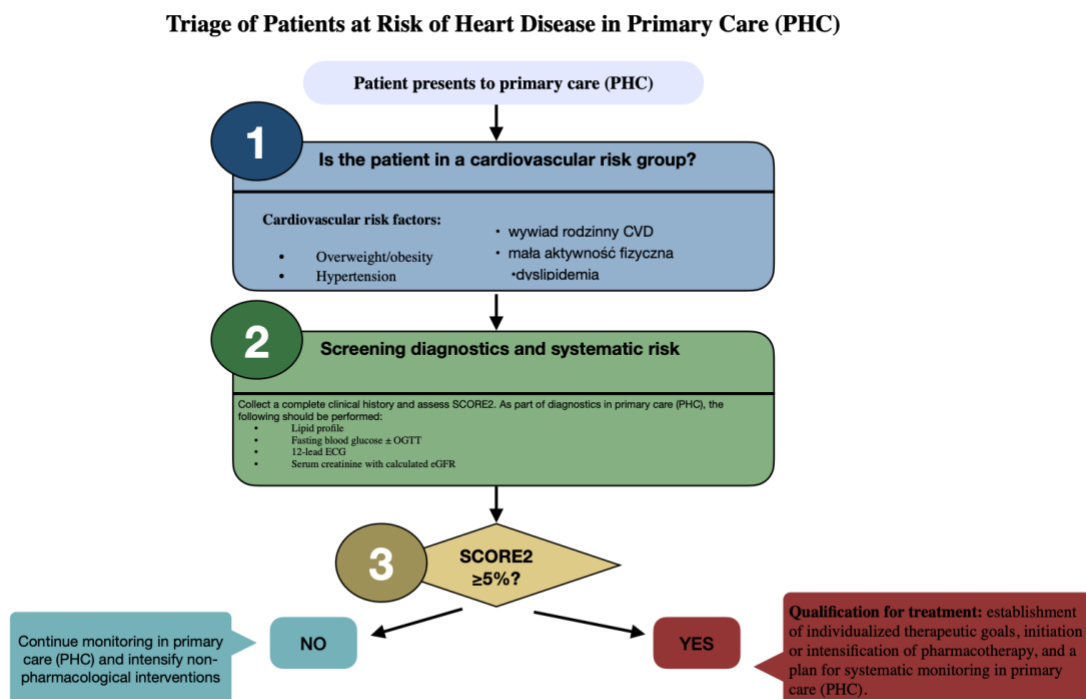 Triage of Patients at Risk of Heart Disease in Primary Care (PHC)
Patient presents to primary care (PHC)
1
Is the patient in a cardiovascular risk group?
Cardiovascular risk factors:
• Overweight/obesity
• Hypertension
• wywiad rodzinny CVD
• mała aktywność fizyczna
•dyslipidemia
2
Screening diagnostics and systematic risk
Collect a complete clinical history and assess SCORE2. As part of diagnostics in primary care (PHC), the
following should be performed:
• Lipid profile
• Fasting blood glucose ± OGTT
• 12-lead ECG
• Serum creatinine with calculated eGFR
3
SCORE2
≥5%?
NO
Continue monitoring in primary
care (PHC) and intensify non-
pharmacological interventions
YES
Qualification for treatment: establishment
of individualized therapeutic goals, initiation
or intensification of pharmacotherapy, and a
plan for systematic monitoring in primary
care (PHC).